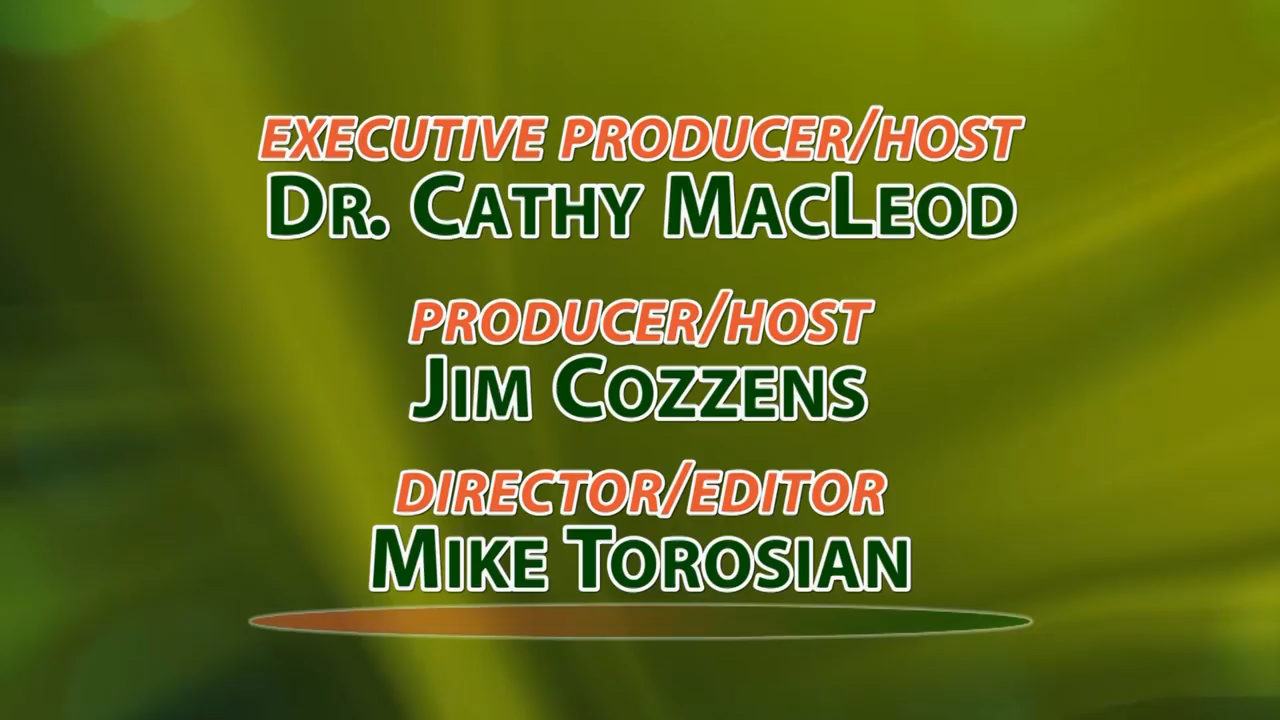 EXECUTIVE PRODUCER/HOST
DR. CATHY MACLEOD
PRODUCER/HOST
JIM COZZENS
DIRECTOR/EDITOR
MIKE TOROSIAN